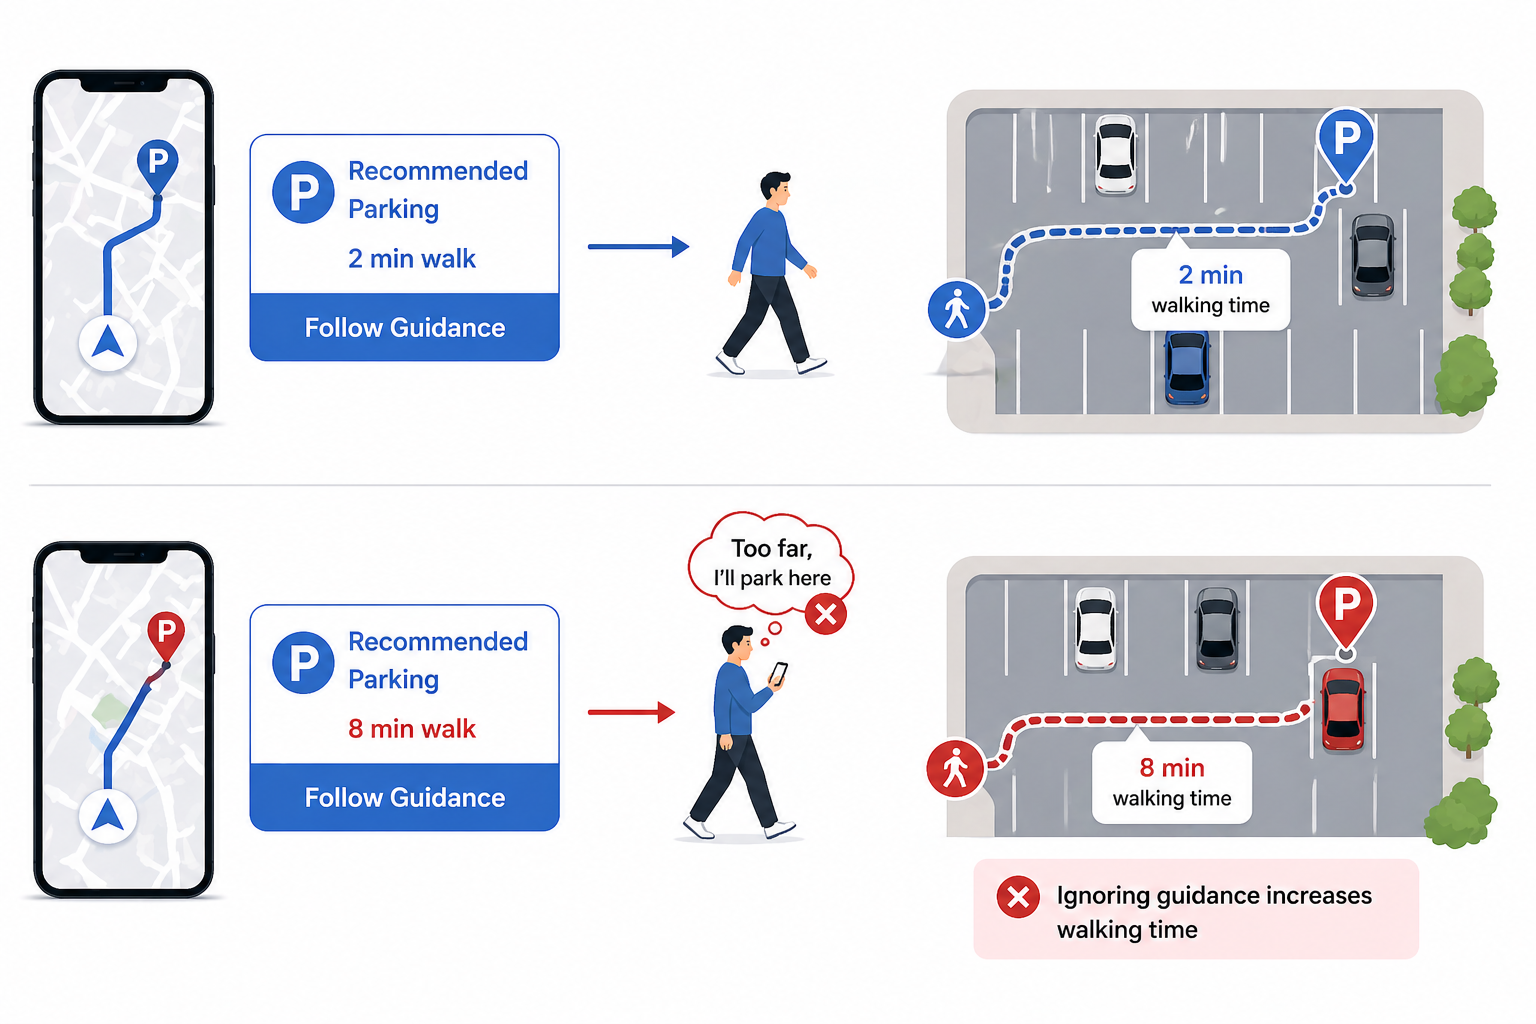 P
P
Recommended
Parking
2 min walk
Follow Guidance
P
2 min
walking time
Too far,
I'll park here
P
P
Recommended
Parking
8 min walk
Follow Guidance
P
8 min
walking time
Ignoring guidance increases
walking time